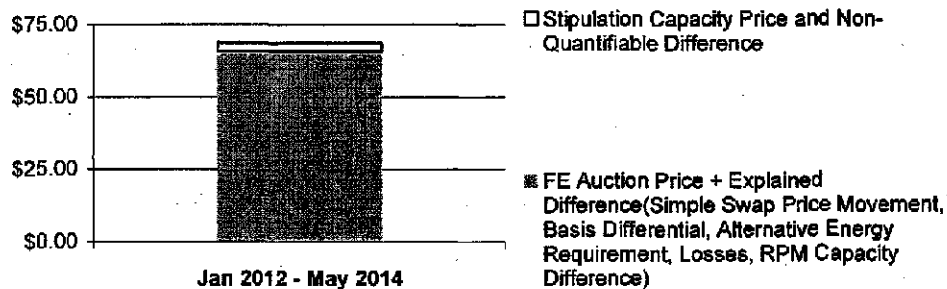 $75.00
$50.00
$25.00
$0.00
Jan 2012 - May 2014
Stipulation Capacity Price and Non-
Quantifiable Difference
FE Auction Price + Explained
Difference(Simple Swap Price Movement,
Basis Differential, Alternative Energy
Requirement, Losses, RPM Capacity
Difference)